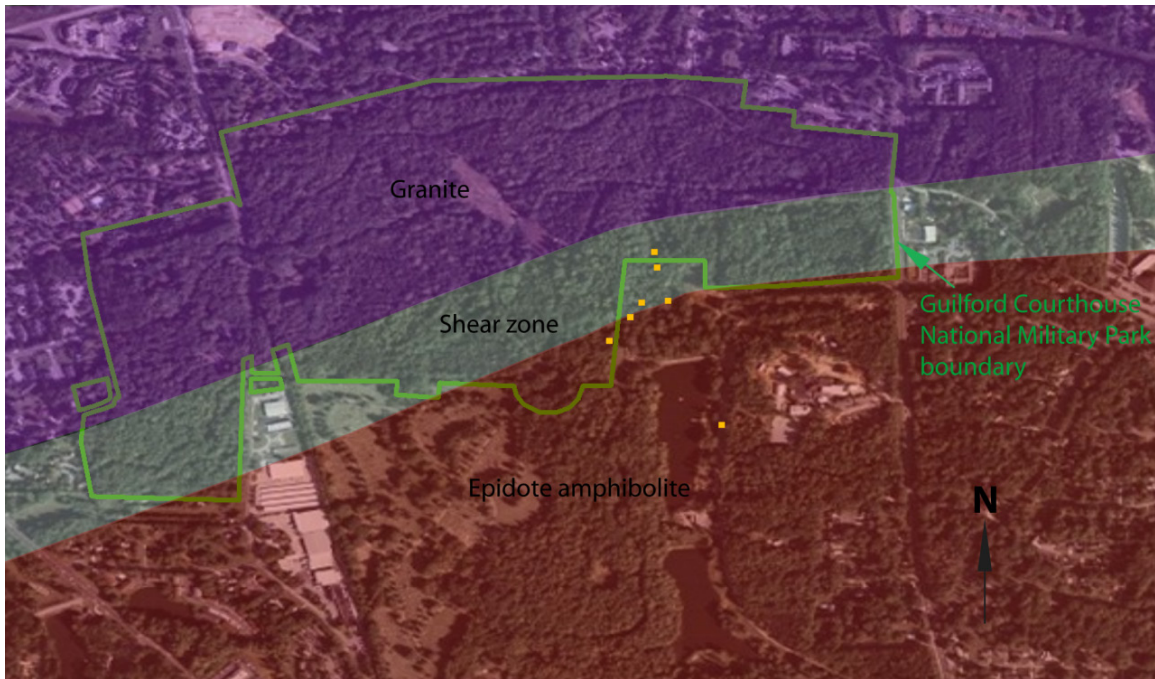 Granite
Shear zone
Guilford Courthouse
National Military Park
boundary
Epidote amphibolite
N